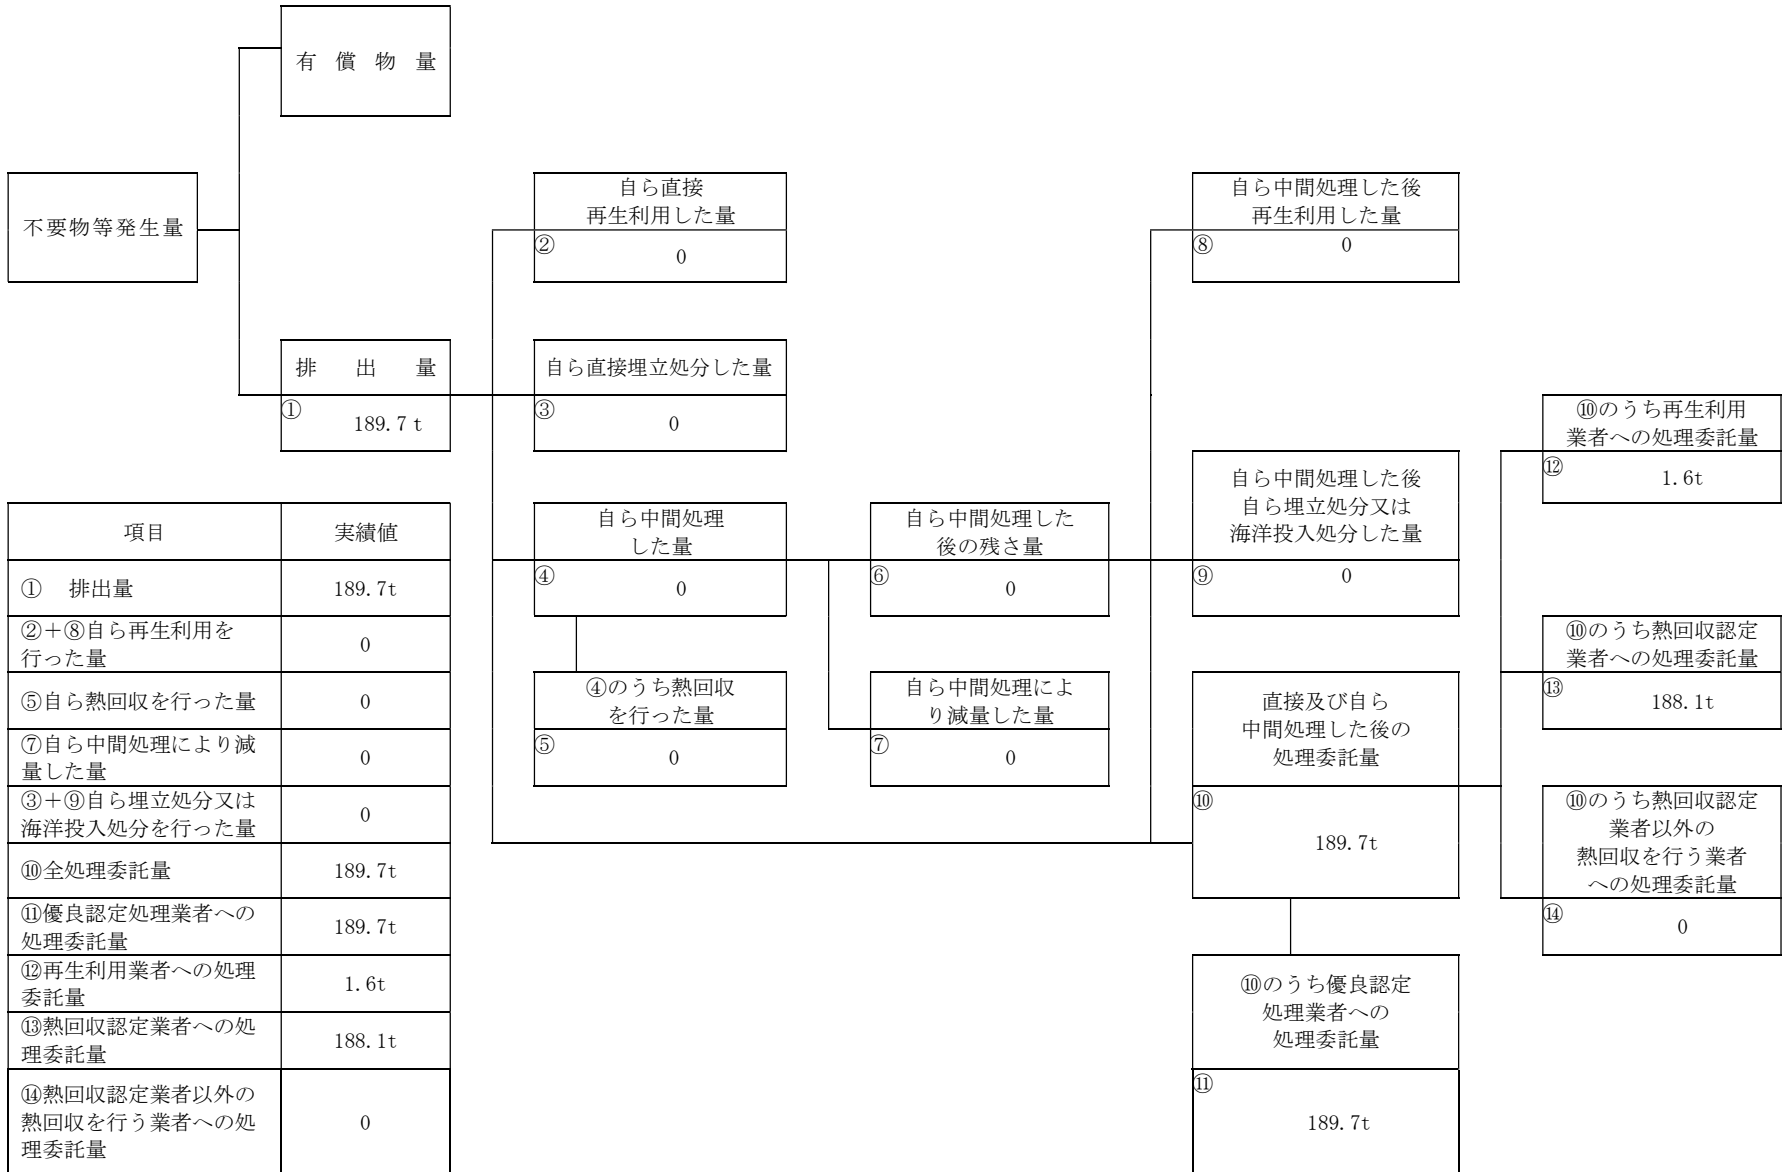 有 償 物 量
不要物等発生量
自ら直接
再生利用した量
② 0
自ら中間処理した後
再生利用した量
⑧ 0
排 出 量
① 189.7 t
自ら直接埋立処分した量
③ 0
⑩のうち再生利用
業者への処理委託量
⑫ 1.6t
自ら中間処理
した量
④ 0
自ら中間処理した
後の残さ量
⑥ 0
自ら中間処理した後
自ら埋立処分又は
海洋投入処分した量
⑨ 0
⑩のうち熱回収認定
業者への処理委託量
⑬ 188.1t
④のうち熱回収
を行った量
⑤ 0
自ら中間処理によ
り減量した量
⑦ 0
直接及び自ら
中間処理した後の
処理委託量
⑩ 189.7t
⑩のうち熱回収認定
業者以外の
熱回収を行う業者
への処理委託量
⑭ 0
⑩のうち優良認定
処理業者への
処理委託量
⑪ 189.7t
項目 実績値
① 排出量 189.7t
②+⑧自ら再生利用を
行った量 0
⑤自ら熱回収を行った量 0
⑦自ら中間処理により減
量した量 0
③+⑨自ら埋立処分又は
海洋投入処分を行った量 0
⑩全処理委託量 189.7t
⑪優良認定処理業者への
処理委託量 189.7t
⑫再生利用業者への処理
委託量 1.6t
⑬熱回収認定業者への処
理委託量 188.1t
⑭熱回収認定業者以外の
熱回収を行う業者への処
理委託量 0